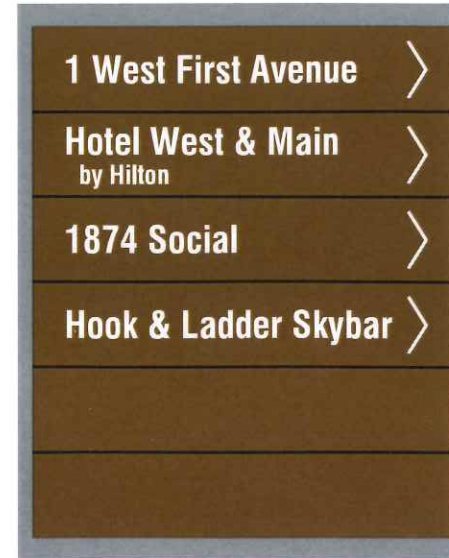 1 West First Avenue
Hotel West & Main
by Hilton
1874 Social
Hook & Ladder Skybar